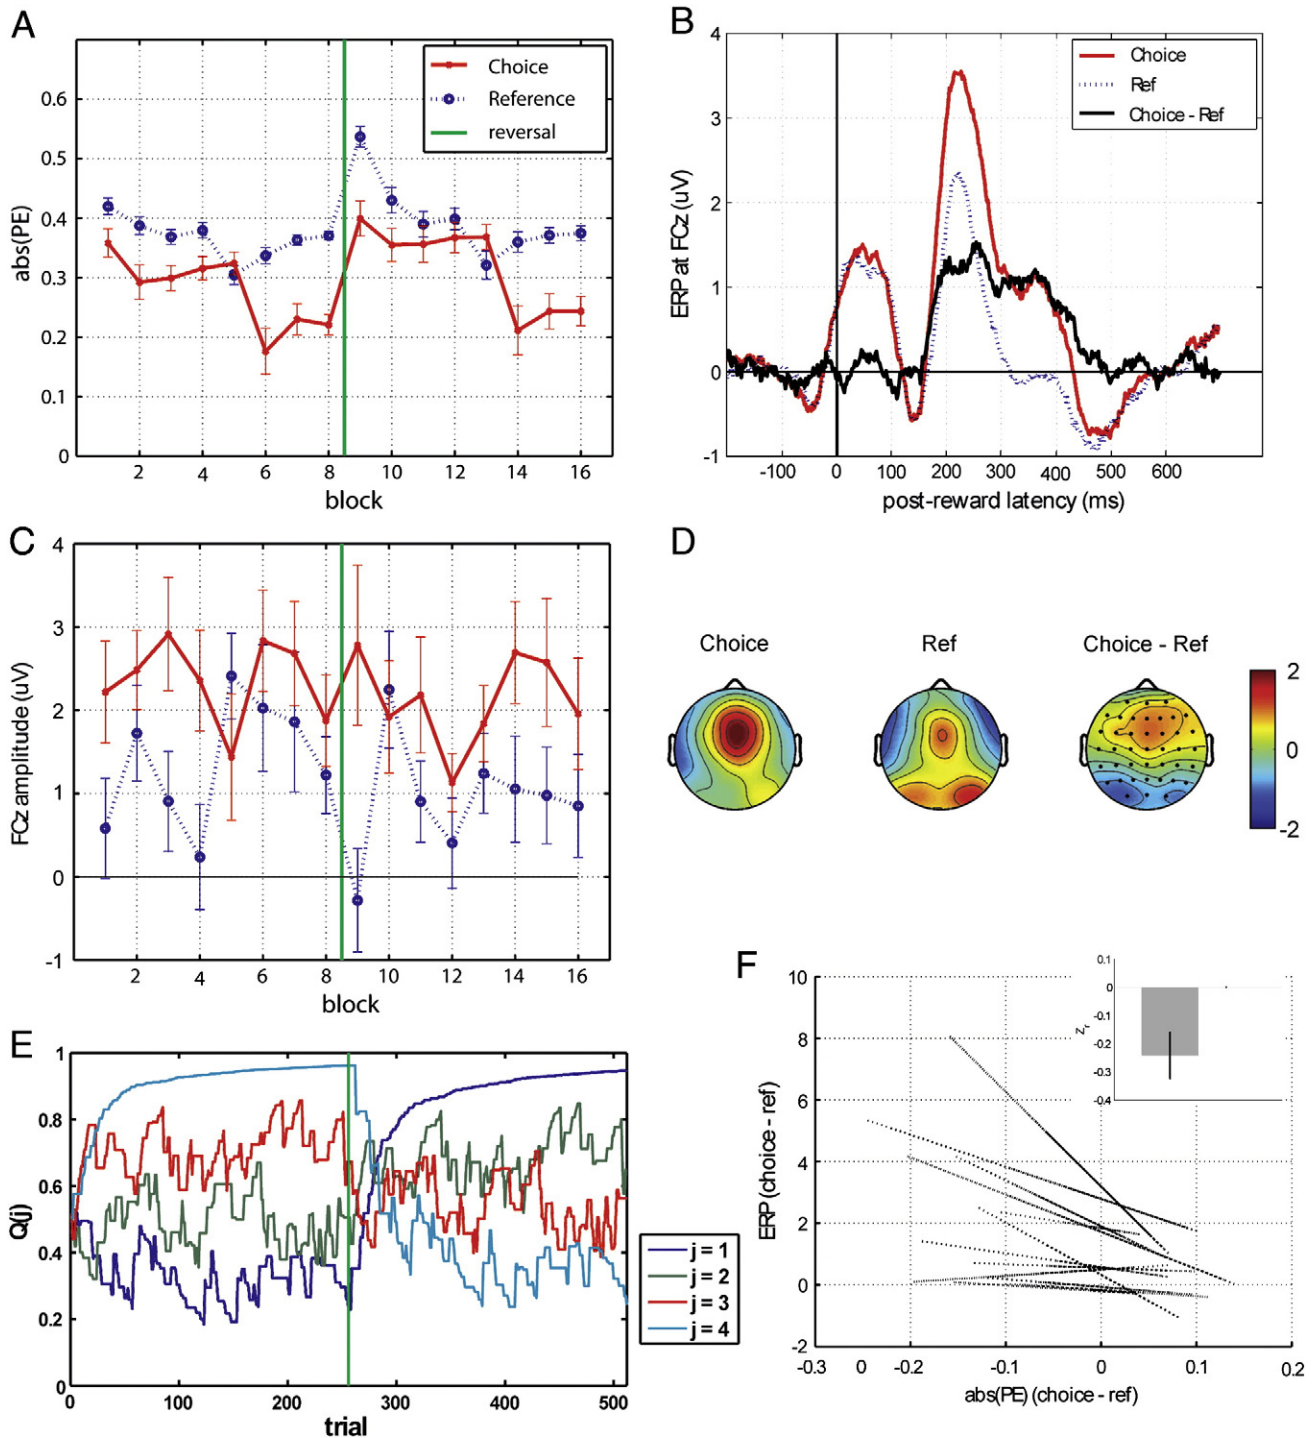 A
abs(PE)
0.6
0.5
0.4
0.3
0.2
0.1
0
2 4 6 8 10 12 14 16
block
Choice
Reference
reversal
B
ERP at FCz (uV)
4
3
2
1
0
-1
-100 0 100 200 300 400 500 600
post-reward latency (ms)
Choice
Ref
Choice - Ref
C
FCz amplitude (uV)
4
3
2
1
0
-1
2 4 6 8 10 12 14 16
block
D
Choice Ref Choice - Ref
2
0
-2
E
Q(j)
1
0.8
0.6
0.4
0.2
0
0 100 200 300 400 500
trial
j = 1
j = 2
j = 3
j = 4
F
ERP (choice - ref)
10
8
6
4
2
0
-2
-0.3 0 -0.2 -0.1 0 0.1 0.2
abs(PE) (choice - ref)
zr
0.1
0
-0.1
-0.2
-0.3
-0.4